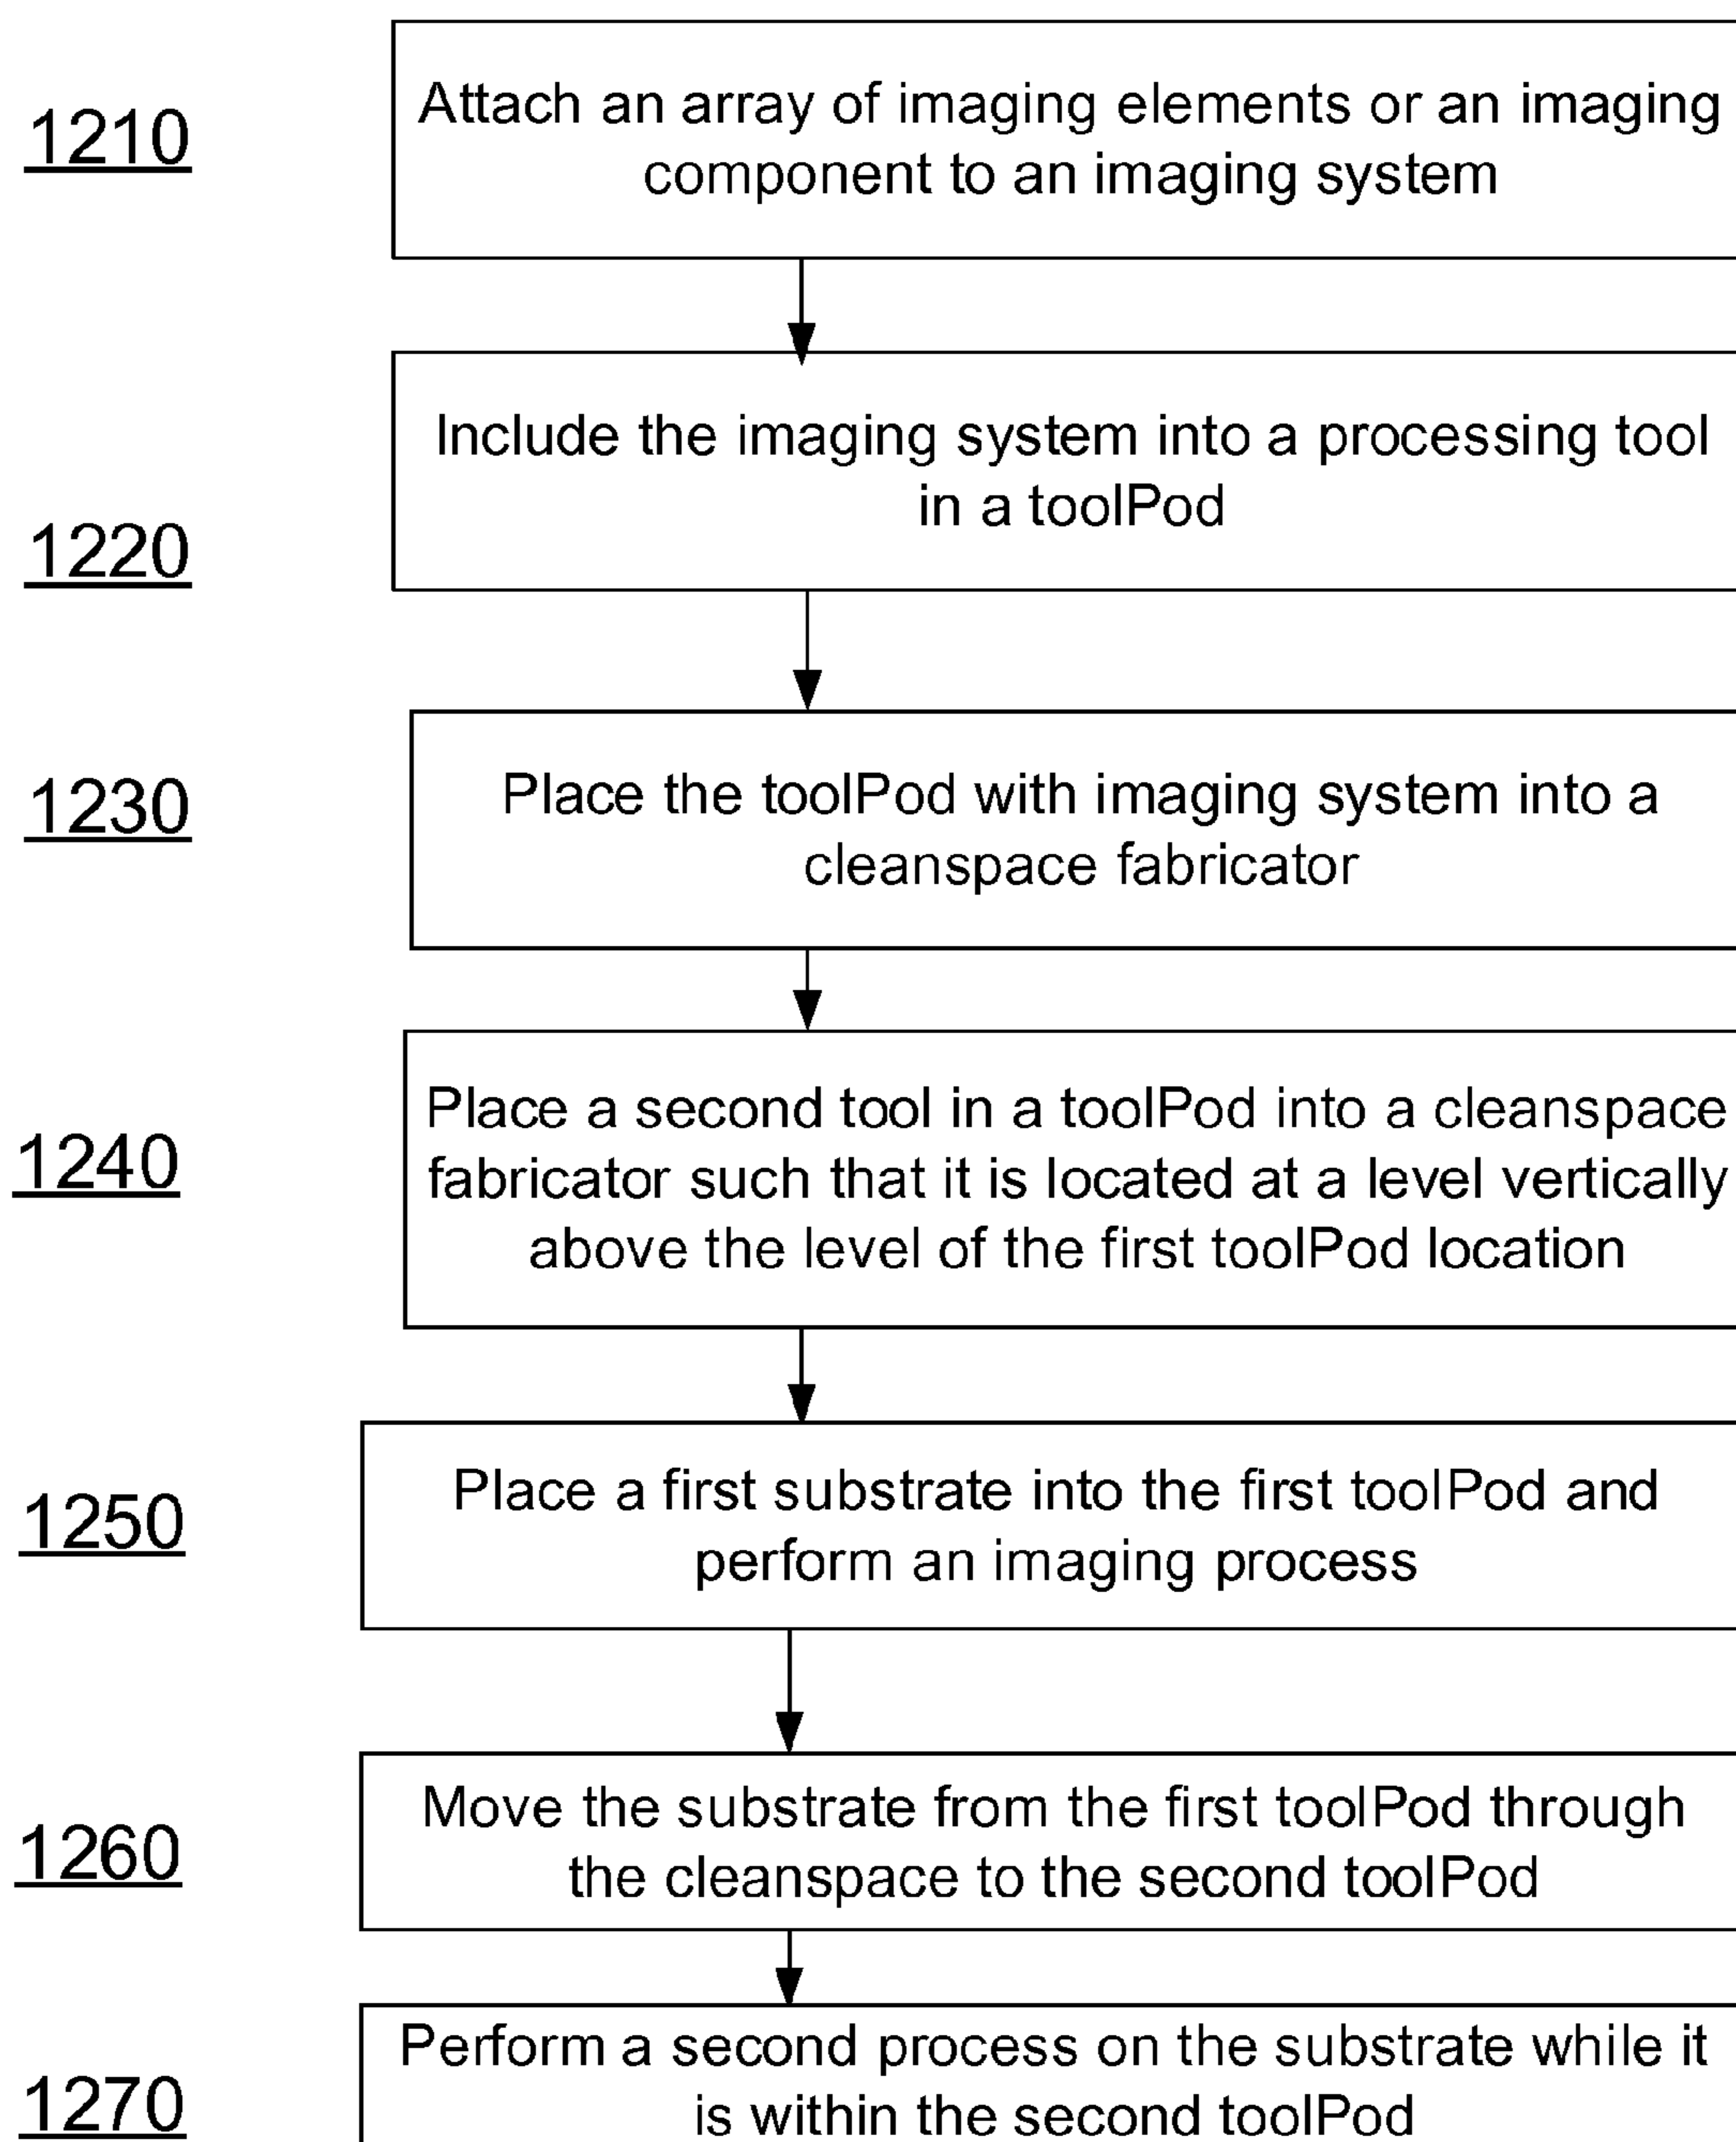 1210
Attach an array of imaging elements or an imaging
component to an imaging system
1220
Include the imaging system into a processing tool
in a toolPod
1230
Place the toolPod with imaging system into a
cleanspace fabricator
1240
Place a second tool in a toolPod into a cleanspace
fabricator such that it is located at a level vertically
above the level of the first toolPod location
1250
Place a first substrate into the first toolPod and
perform an imaging process
1260
Move the substrate from the first toolPod through
the cleanspace to the second toolPod
1270
Perform a second process on the substrate while it
is within the second toolPod